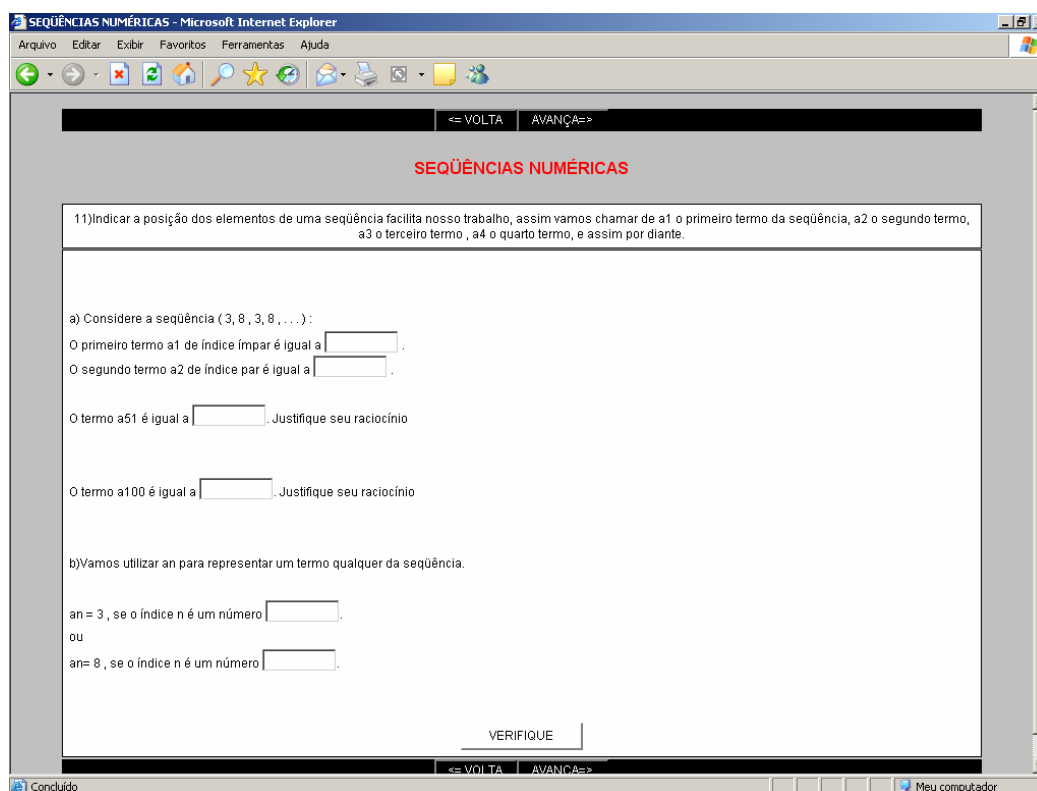 SEQÜÊNCIAS NUMÉRICAS - Microsoft Internet Explorer
Arquivo Editar Exibir Favoritos Ferramentas Ajuda
<= VOLTA AVANÇA=>
SEQÜÊNCIAS NUMÉRICAS
11)Indicar a posição dos elementos de uma seqüência facilita nosso trabalho, assim vamos chamar de a1 o primeiro termo da seqüência, a2 o segundo termo,
a3 o terceiro termo , a4 o quarto termo, e assim por diante.
a) Considere a seqüência ( 3, 8 , 3, 8 , . . . ) :
O primeiro termo a1 de índice ímpar é igual a .
O segundo termo a2 de índice par é igual a .
O termo a51 é igual a . Justifique seu raciocínio
O termo a100 é igual a . Justifique seu raciocínio
b)Vamos utilizar an para representar um termo qualquer da seqüência.
an = 3 , se o índice n é um número .
ou
an= 8 , se o índice n é um número .
VERIFIQUE
<= VOLTA AVANÇA=>
Concluído Meu computador